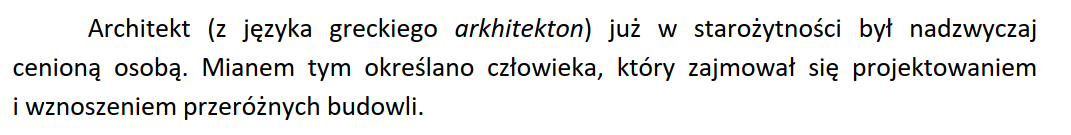 Architekt (z języka greckiego arkhitekton) już w starożytności był nadzwyczaj
cenioną osobą. Mianem tym określano człowieka, który zajmował się projektowaniem
i wznoszeniem przeróżnych budowli.